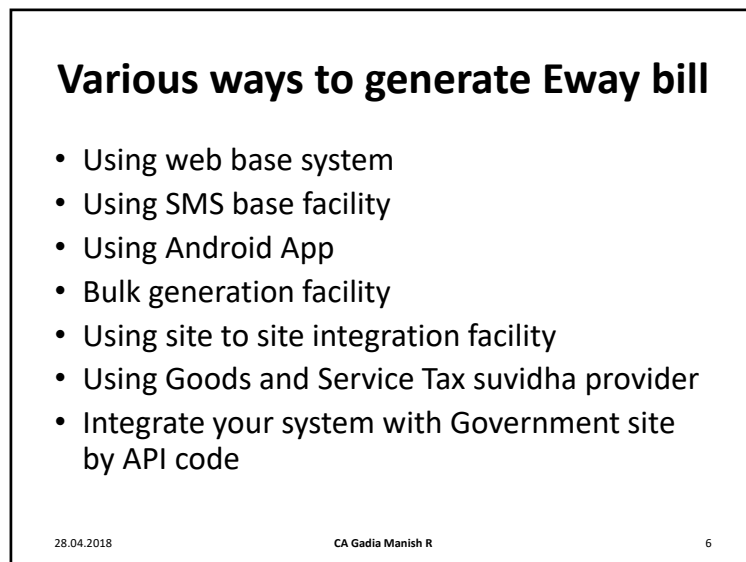 Various ways to generate Eway bill
• Using web base system
• Using SMS base facility
• Using Android App
• Bulk generation facility
• Using site to site integration facility
• Using Goods and Service Tax suvidha provider
• Integrate your system with Government site
by API code
28.04.2018 CA Gadia Manish R 6